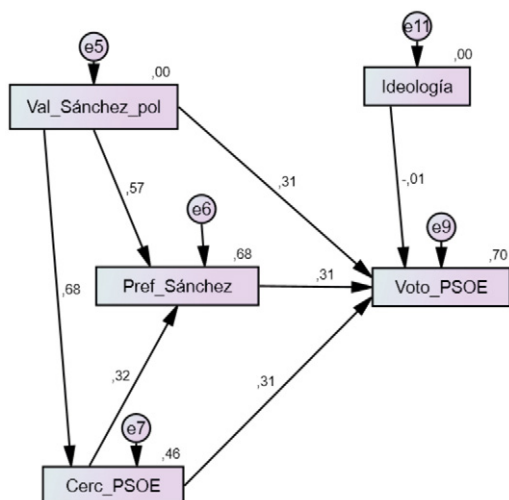 e5
,00
Val_Sánchez_pol
e11
,00
Ideología
,57
,31
-,01
e6
,68
Pref_Sánchez
,31
e9
,70
Voto_PSOE
,68
,32
,31
e7
,46
Cerc_PSOE